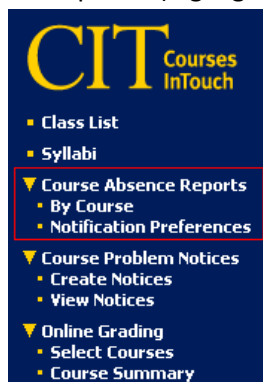 CIT Courses
InTouch
Class List
Syllabi
Course Absence Reports
By Course
Notification Preferences
Course Problem Notices
Create Notices
View Notices
Online Grading
Select Courses
Course Summary